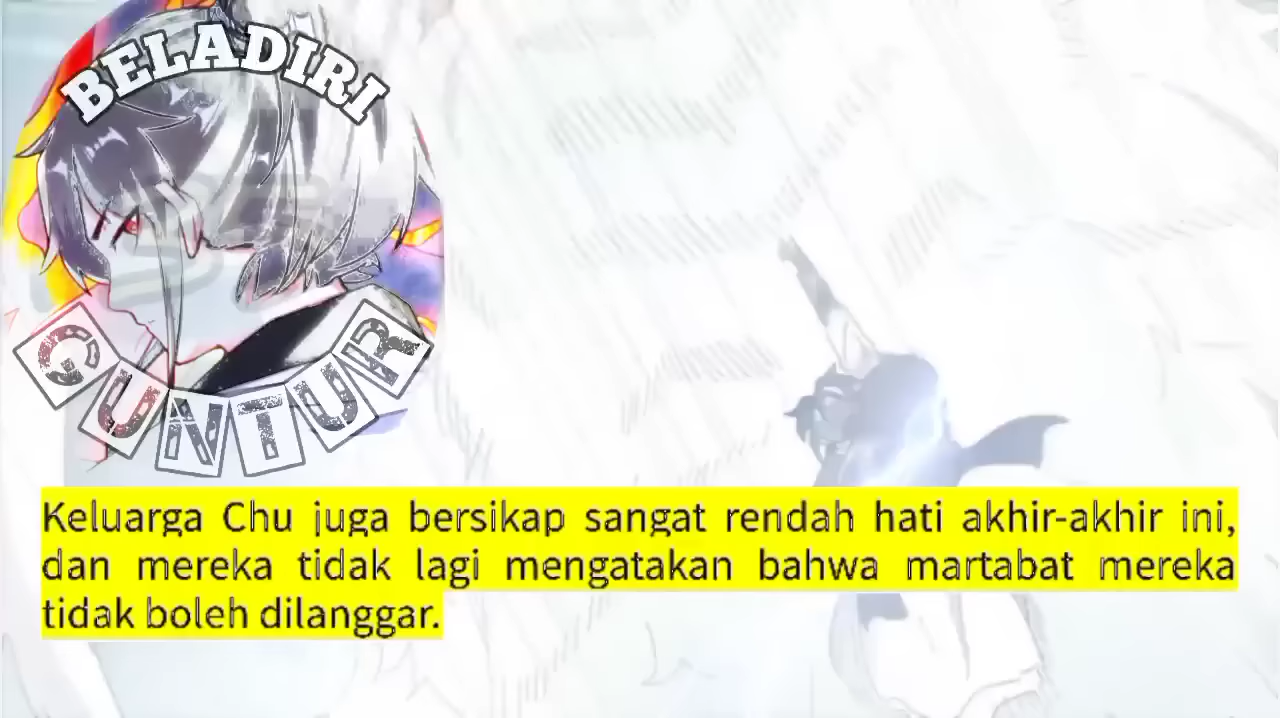 BELADIRI
GUNTUR
Keluarga Chu juga bersikap sangat rendah hati akhir-akhir ini,
dan mereka tidak lagi mengatakan bahwa martabat mereka
tidak boleh dilanggar.